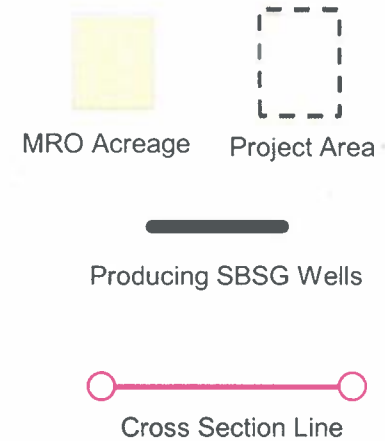 MRO Acreage Project Area
Producing SBSG Wells
Cross Section Line